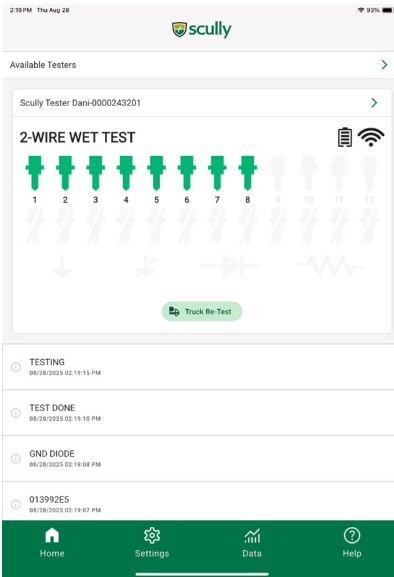 2:19 PM Thu Aug 28
93%
scully
Available Testers
Scully Tester Dani-0000243201
2-WIRE WET TEST
1 2 3 4 5 6 7 8 9 10 11 12
Truck Re-Test
TESTING
08/28/2025 02:19:15 PM
TEST DONE
08/28/2025 02:19:10 PM
GND DIODE
08/28/2025 02:19:08 PM
013992E5
08/28/2025 02:19:07 PM
Home Settings Data Help